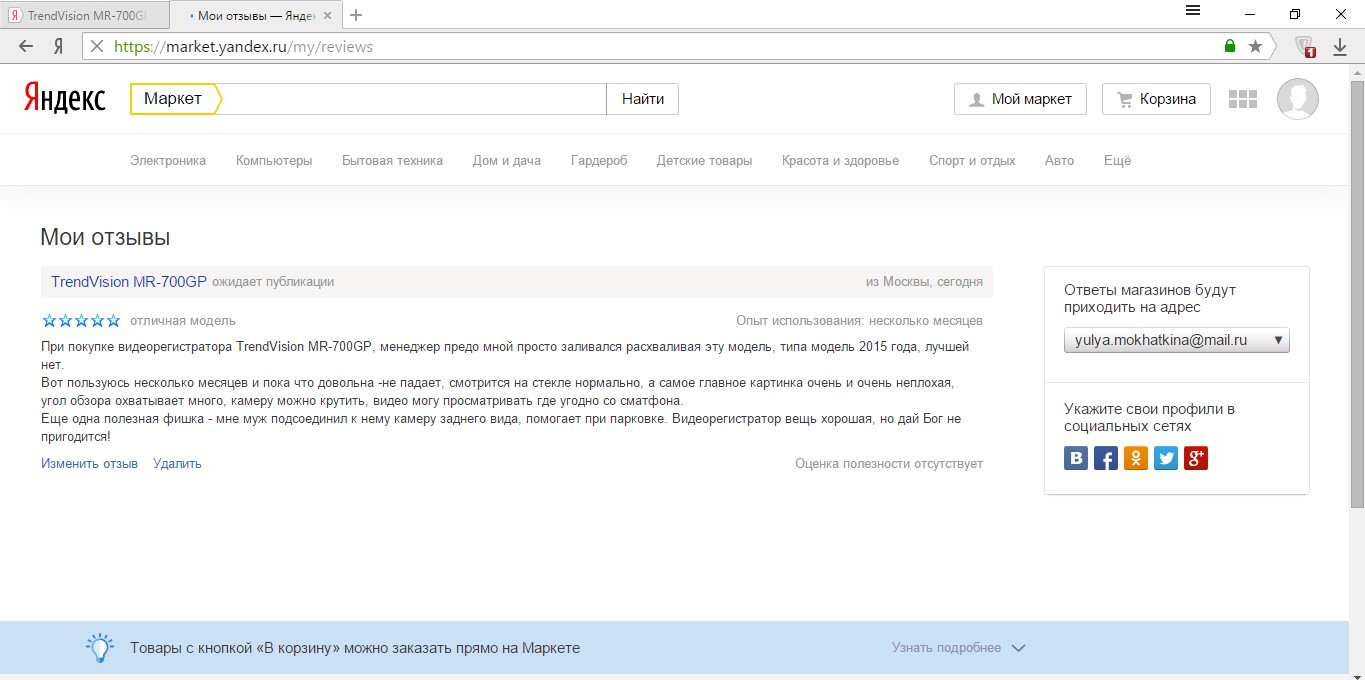 TrendVision MR-700G
Мои отзывы — Яндек
https://market.yandex.ru/my/reviews
1
Яндекс
Маркет
Найти
Мой маркет
Корзина
Электроника Компьютеры Бытовая техника Дом и дача Гардероб Детские товары Красота и здоровье Спорт и отдых Авто Ещё
Мои отзывы
TrendVision MR-700GP ожидает публикации
из Москвы, сегодня
отличная модель
Опыт использования: несколько месяцев
При покупке видеорегистратора TrendVision MR-700GP, менеджер предо мной просто заливался расхваливая эту модель, типа модель 2015 года, лучшей
нет.
Вот пользуюсь несколько месяцев и пока что довольна -не падает, смотрится на стекле нормально, а самое главное картинка очень и очень неплохая,
угол обзора охватывает много, камеру можно крутить, видео могу просматривать где угодно со сматфона.
Еще одна полезная фишка - мне муж подсоединил к нему камеру заднего вида, помогает при парковке. Видеорегистратор вещь хорошая, но дай Бог не
пригодится!
Изменить отзыв Удалить
Оценка полезности отсутствует
Ответы магазинов будут
приходить на адрес
yulya.mokhatkina@mail.ru
Укажите свои профили в
социальных сетях
Товары с кнопкой «В корзину» можно заказать прямо на Маркете
Узнать подробнее